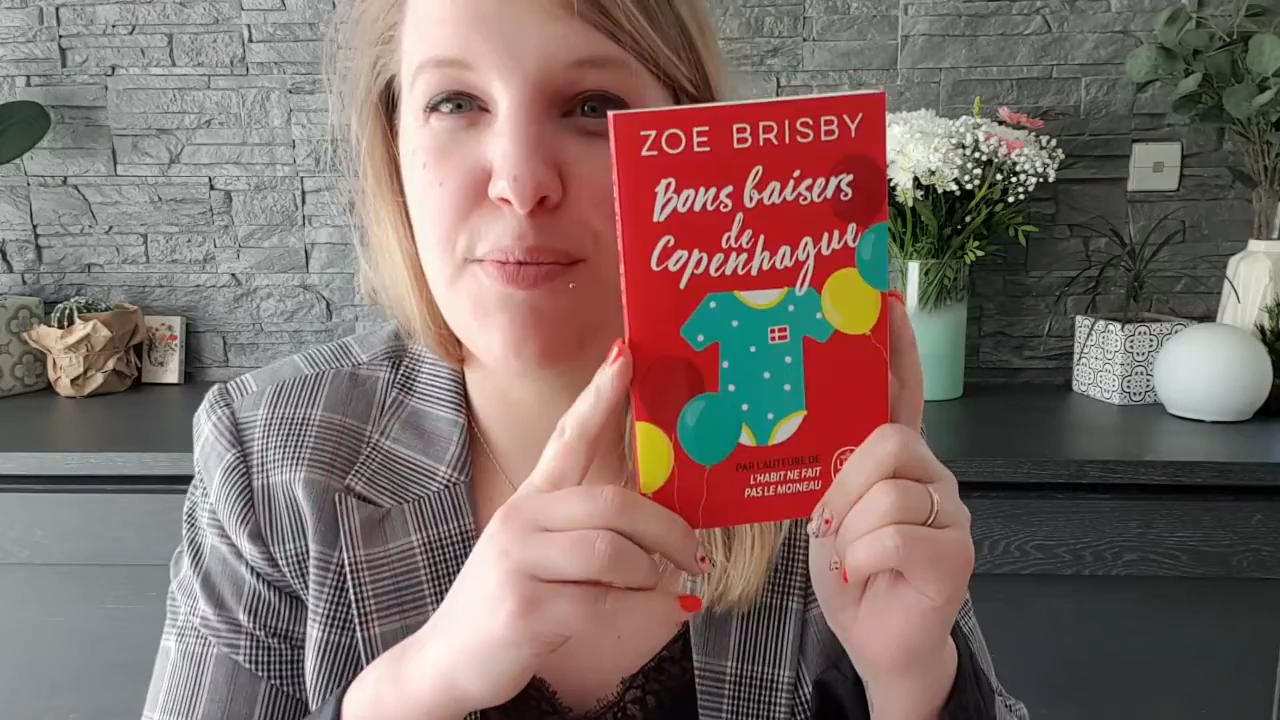 ZOE BRISBY
Bons baisers
de
Copenhague
PAR L'AUTEURE DE
L'HABIT NE FAIT
PAS LE MOINEAU